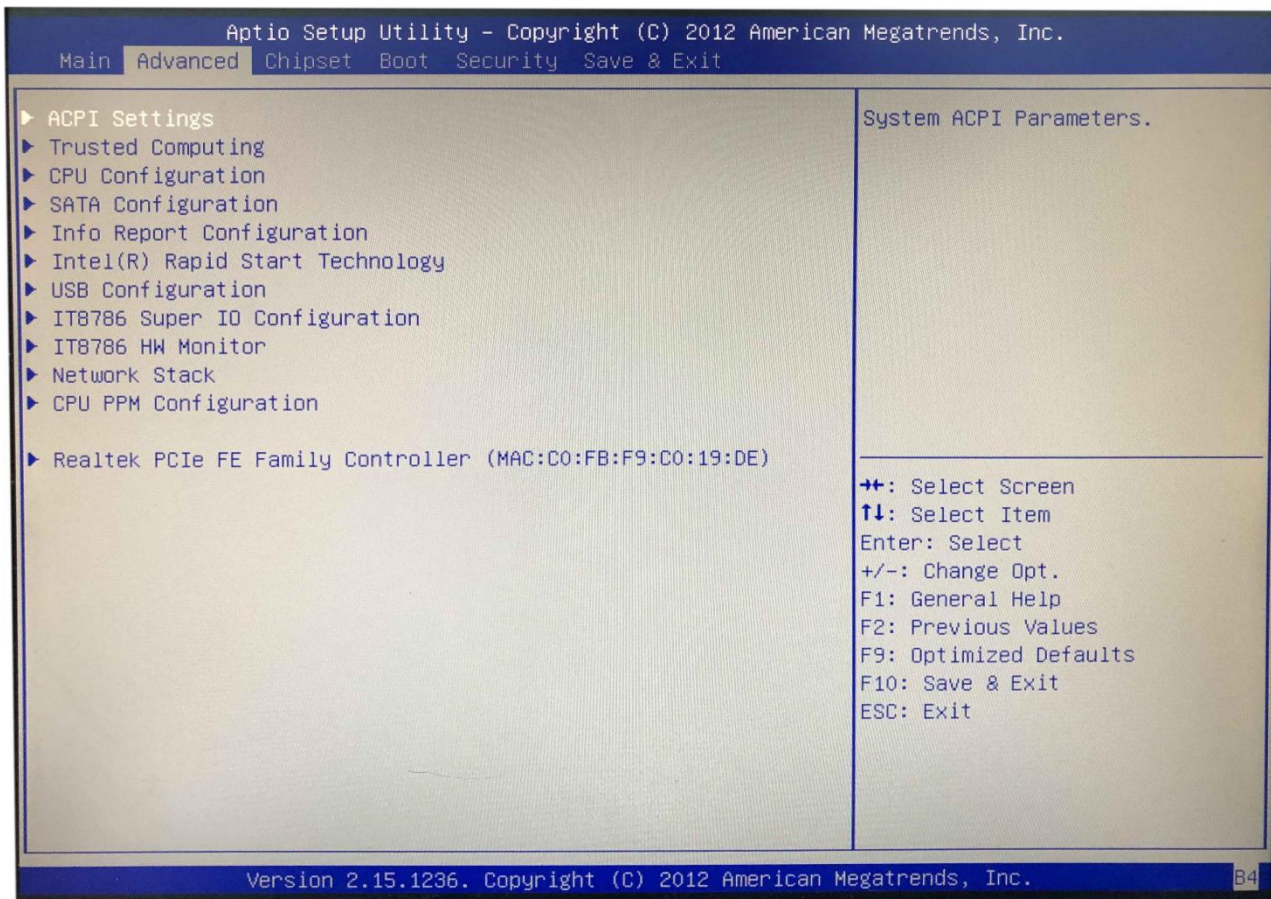 Aptio Setup Utility – Copyright (C) 2012 American Megatrends, Inc.
Main Advanced Chipset Boot Security Save & Exit
▶ ACPI Settings
▶ Trusted Computing
▶ CPU Configuration
▶ SATA Configuration
▶ Info Report Configuration
▶ Intel(R) Rapid Start Technology
▶ USB Configuration
▶ IT8786 Super IO Configuration
▶ IT8786 HW Monitor
▶ Network Stack
▶ CPU PPM Configuration
▶ Realtek PCIe FE Family Controller (MAC:C0:FB:F9:C0:19:DE)
System ACPI Parameters.
→←: Select Screen
↑↓: Select Item
Enter: Select
+/-: Change Opt.
F1: General Help
F2: Previous Values
F9: Optimized Defaults
F10: Save & Exit
ESC: Exit
Version 2.15.1236. Copyright (C) 2012 American Megatrends, Inc.
B4